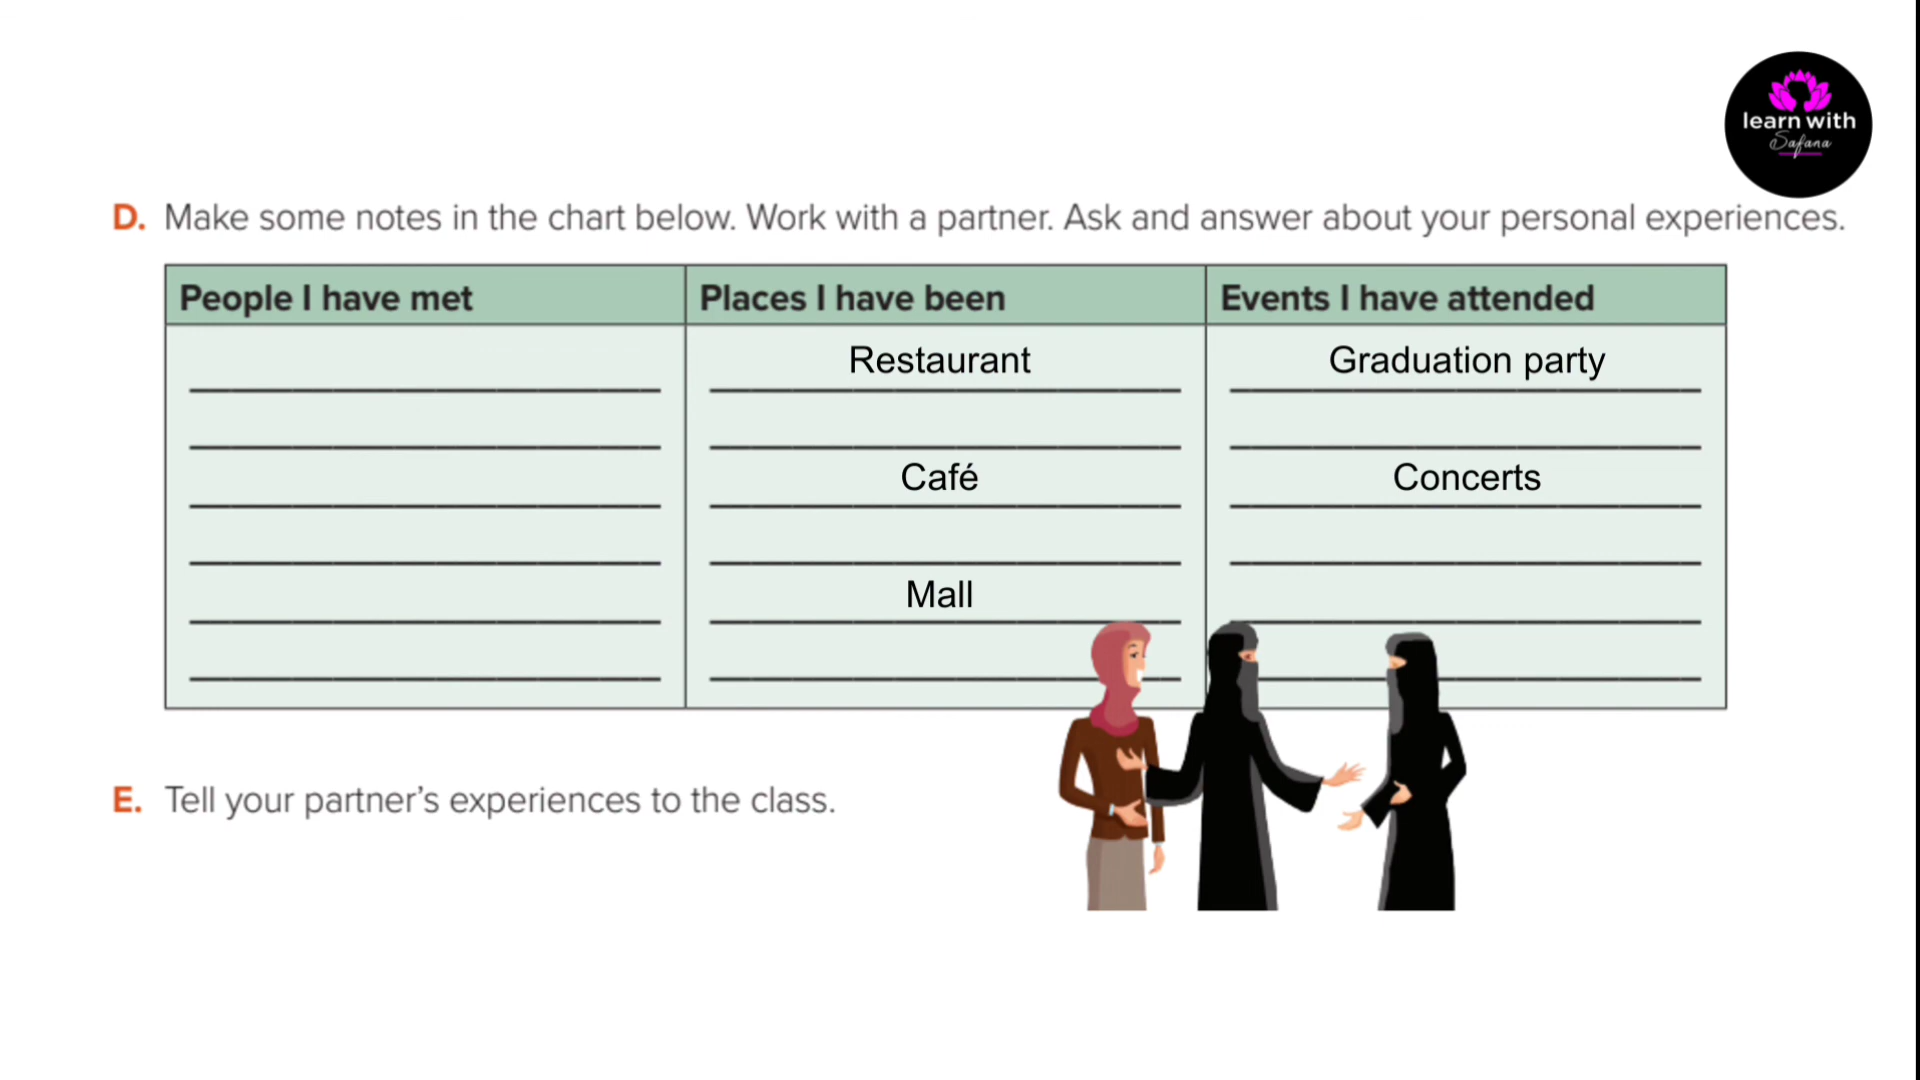 learn with
Safana
D. Make some notes in the chart below. Work with a partner. Ask and answer about your personal experiences.
People I have met
Places I have been
Events I have attended
Restaurant
Graduation party
Café
Concerts
Mall
E. Tell your partner's experiences to the class.